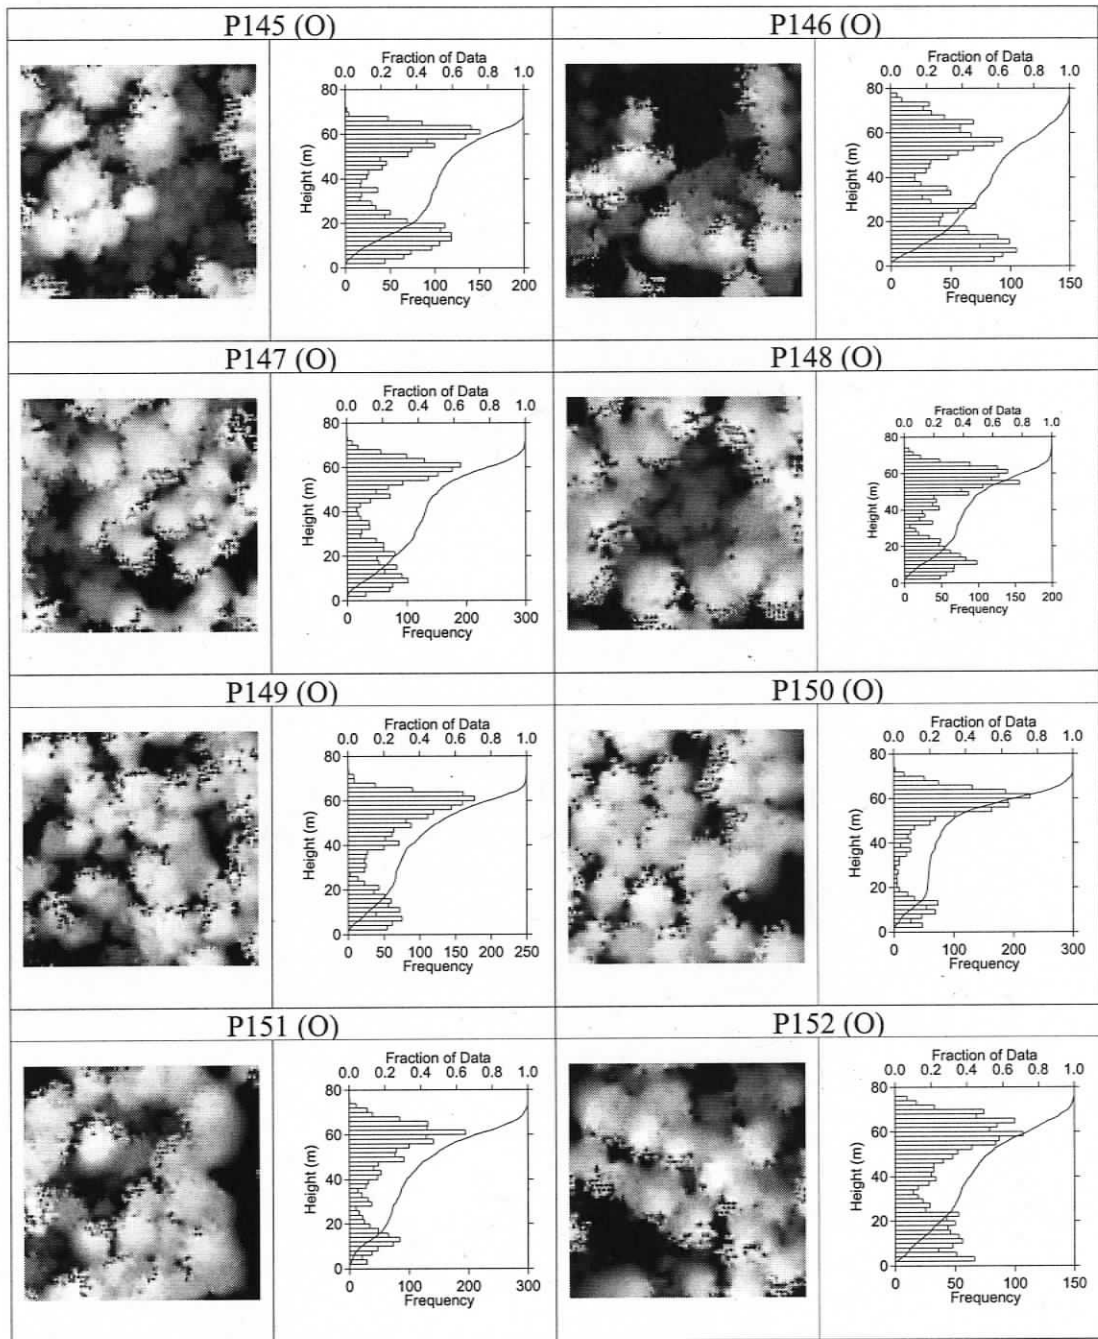 P145 (O)
P146 (O)
Fraction of Data
0.0 0.2 0.4 0.6 0.8 1.0
80
60
40
20
0
Height (m)
0 50 100 150 200
Frequency
Fraction of Data
0.0 0.2 0.4 0.6 0.8 1.0
80
60
40
20
0
Height (m)
0 50 100 150
Frequency
P147 (O)
P148 (O)
Fraction of Data
0.0 0.2 0.4 0.6 0.8 1.0
80
60
40
20
0
Height (m)
0 100 200 300
Frequency
Fraction of Data
0.0 0.2 0.4 0.6 0.8 1.0
80
60
40
20
0
Height (m)
0 50 100 150 200
Frequency
P149 (O)
P150 (O)
Fraction of Data
0.0 0.2 0.4 0.6 0.8 1.0
80
60
40
20
0
Height (m)
0 50 100 150 200 250
Frequency
Fraction of Data
0.0 0.2 0.4 0.6 0.8 1.0
80
60
40
20
0
Height (m)
0 100 200 300
Frequency
P151 (O)
P152 (O)
Fraction of Data
0.0 0.2 0.4 0.6 0.8 1.0
80
60
40
20
0
Height (m)
0 100 200 300
Frequency
Fraction of Data
0.0 0.2 0.4 0.6 0.8 1.0
80
60
40
20
0
Height (m)
0 50 100 150
Frequency